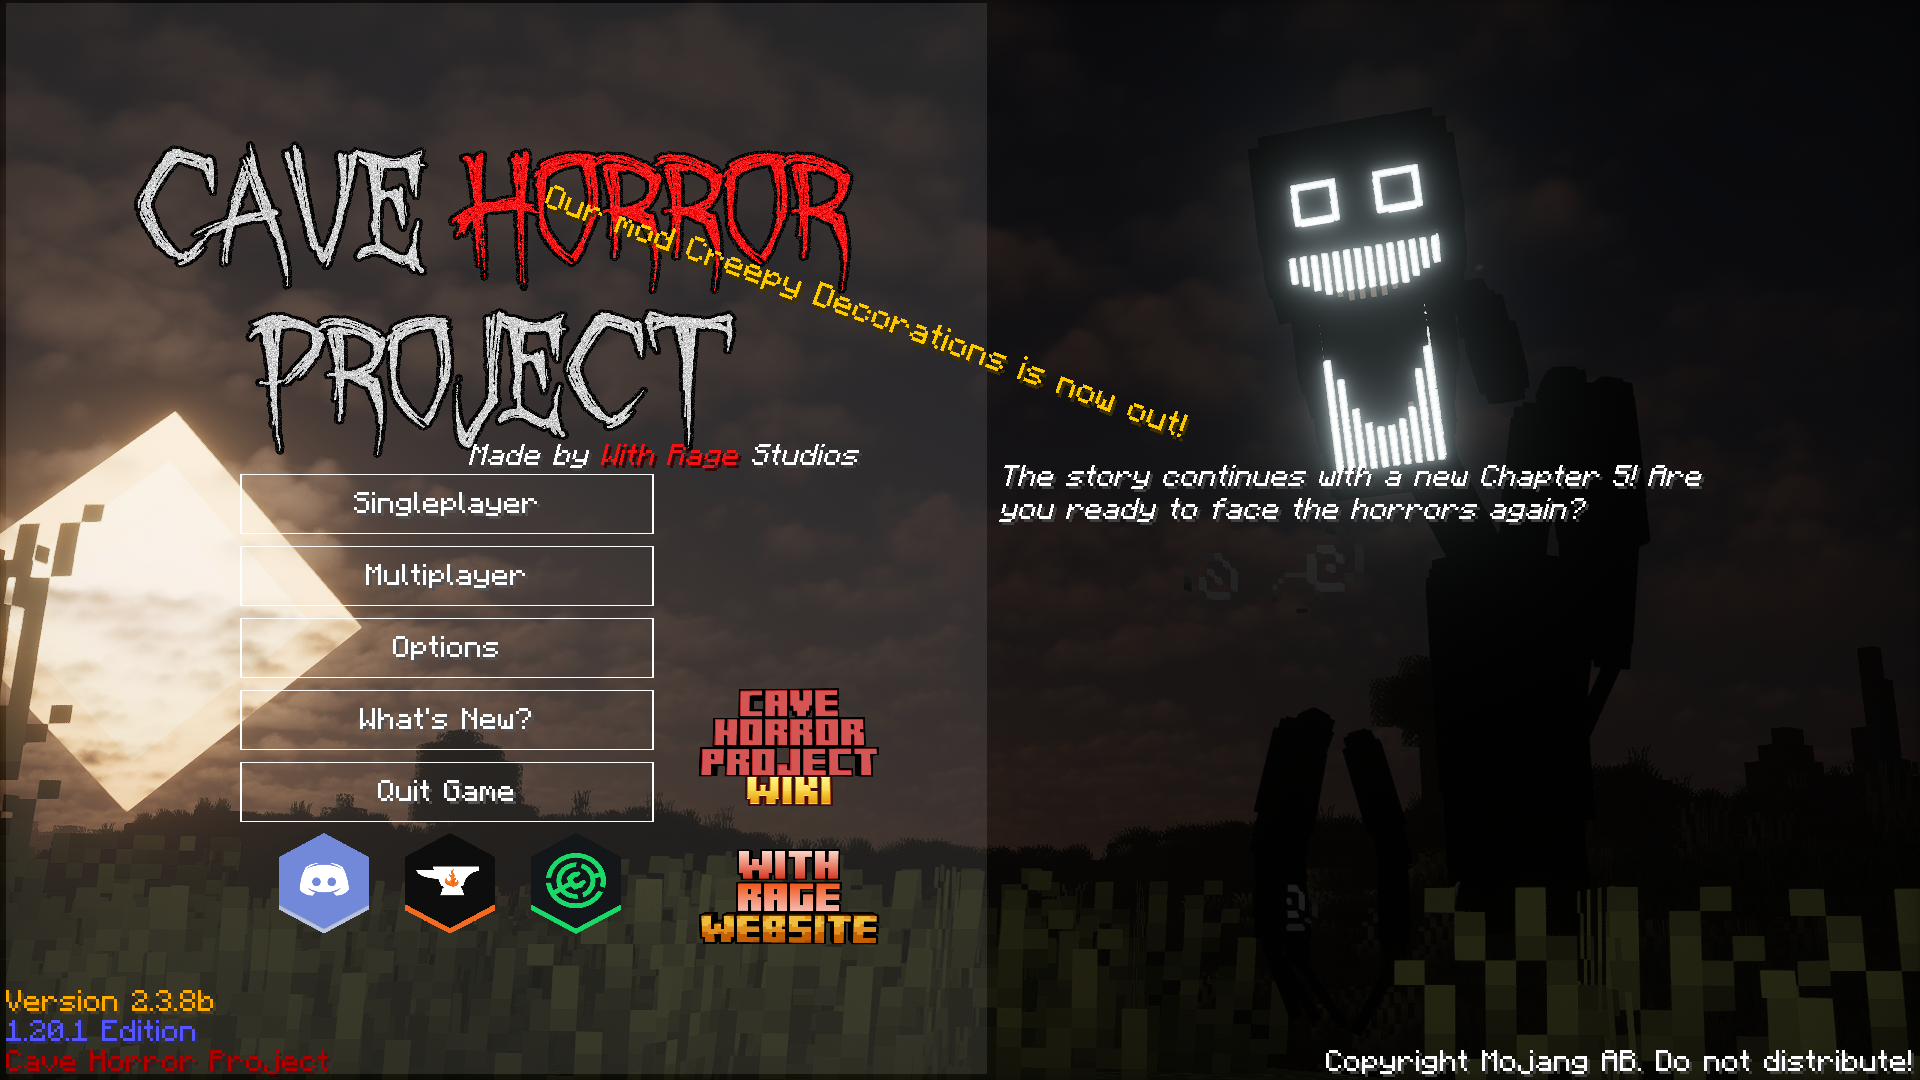 CAVE HORROR
PROJECT
Our mod Creepy Decorations is now out!
Made by With Rage Studios
Singleplayer
Multiplayer
Options
What's New?
Quit Game
The story continues with a new Chapter 5! Are
you ready to face the horrors again?
CAVE
HORROR
PROJECT
WIKI
WITH
RAGE
WEBSITE
Version 2.3.8b
1.20.1 Edition
Cave Horror Project
Copyright Mojang AB. Do not distribute!